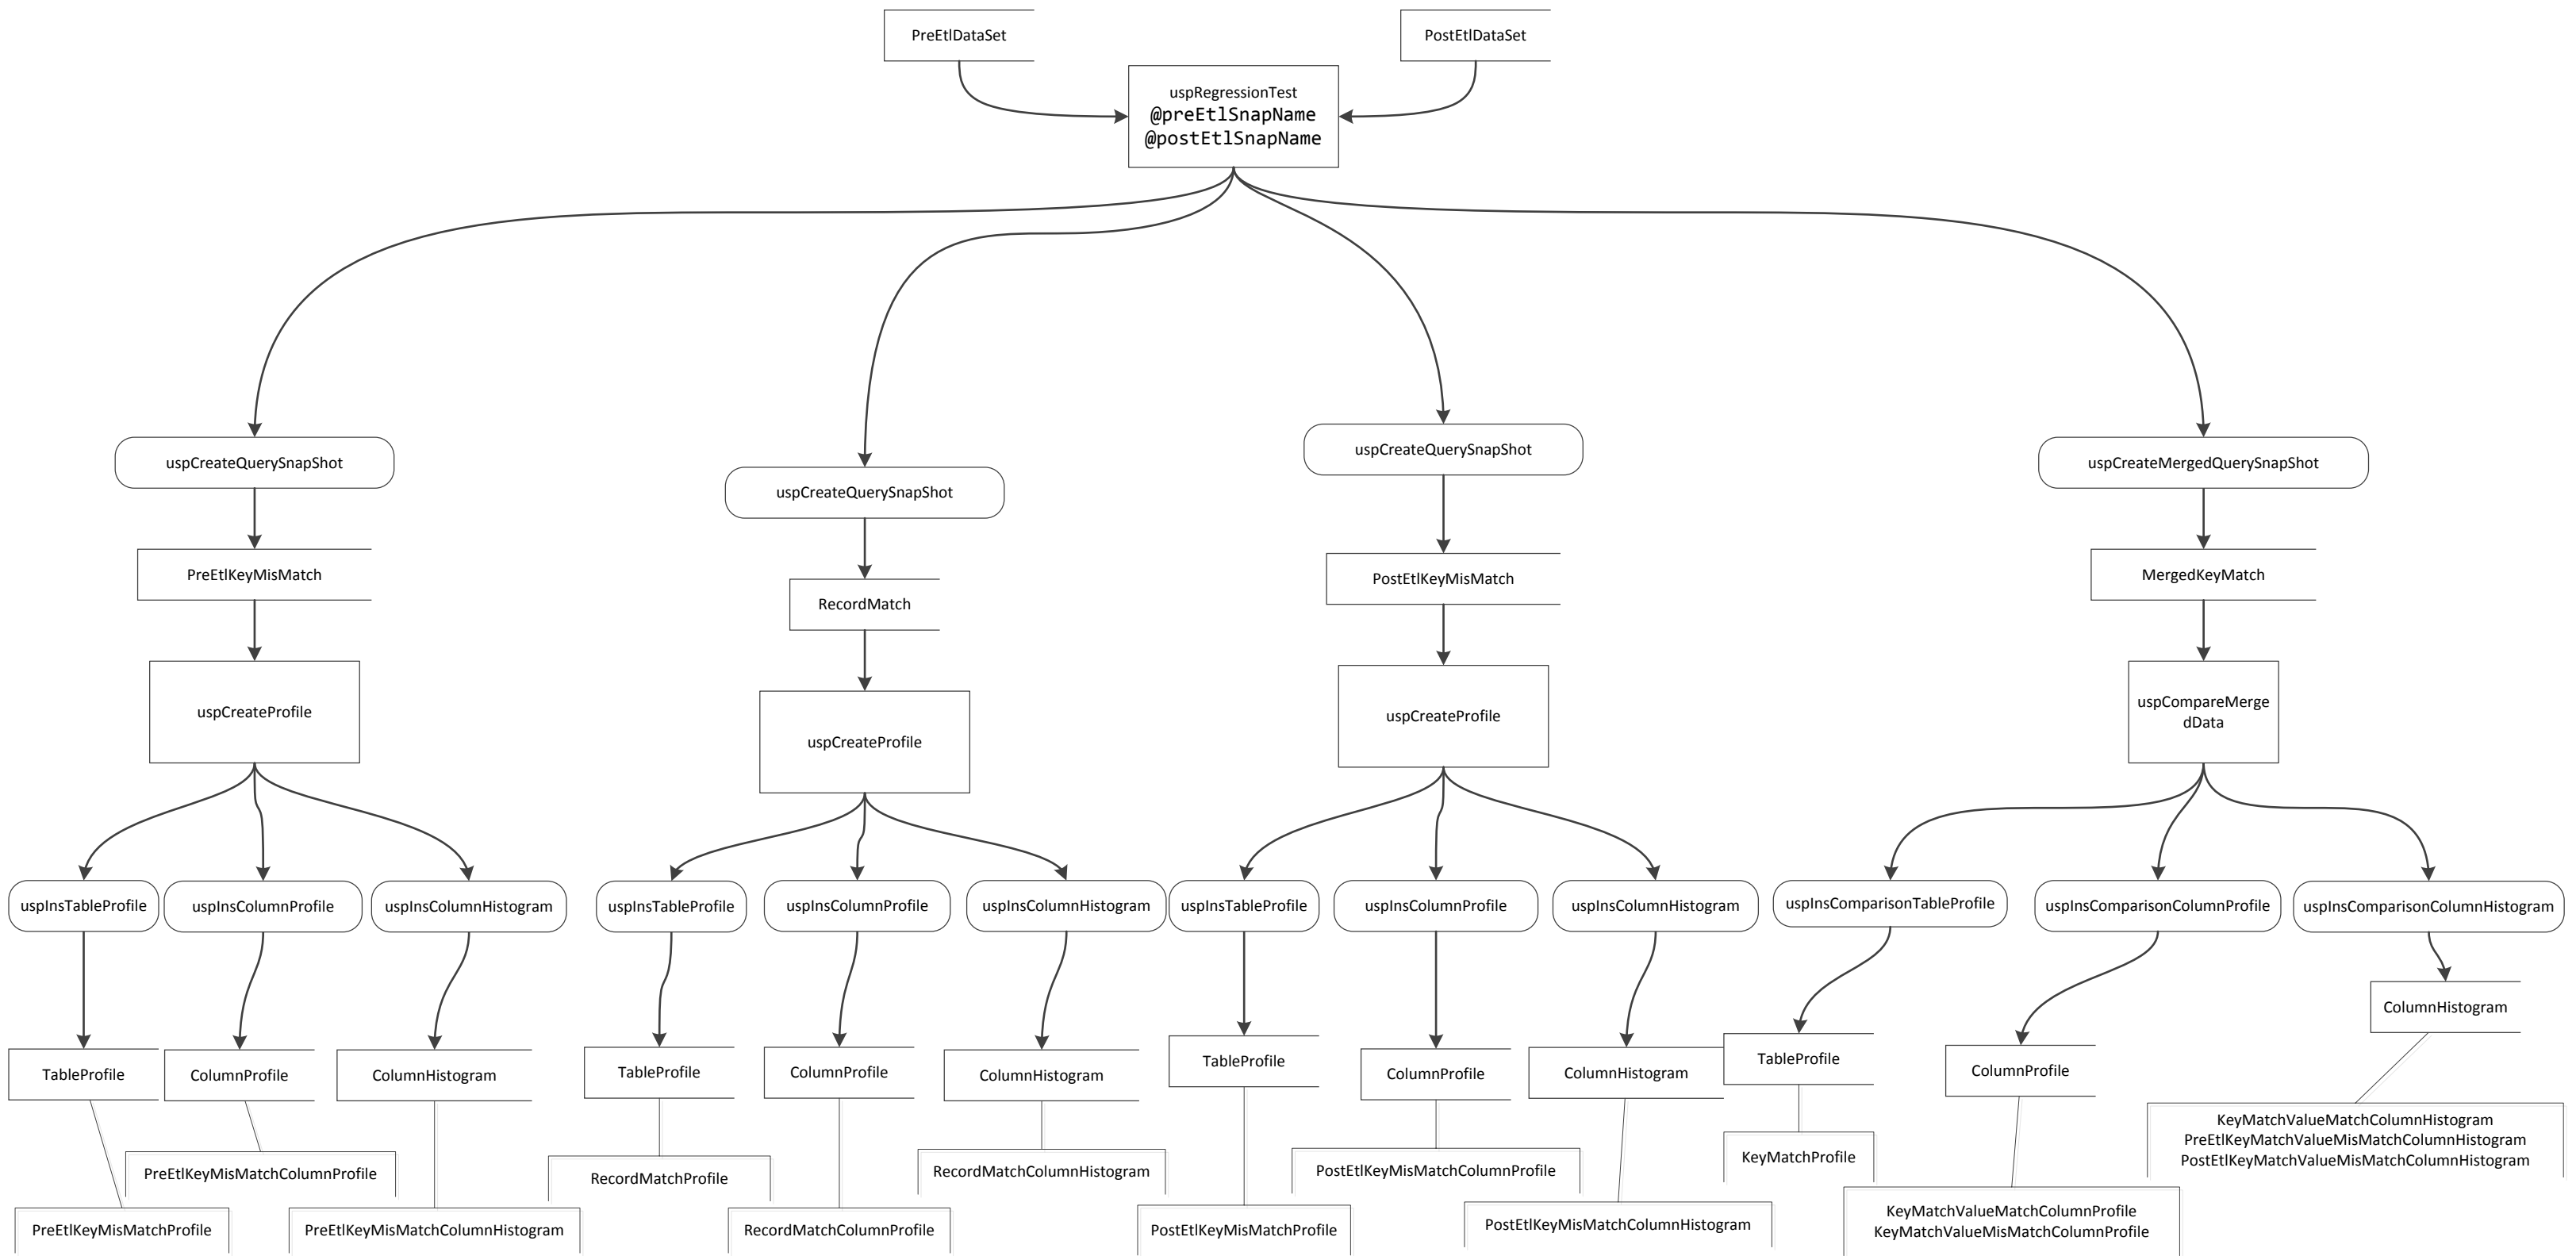 PreEtlDataSet
PostEtlDataSet
uspRegressionTest
@preEtlSnapName
@postEtlSnapName
uspCreateQuerySnapShot
uspCreateQuerySnapShot
uspCreateQuerySnapShot
uspCreateMergedQuerySnapShot
PreEtlKeyMisMatch
RecordMatch
PostEtlKeyMisMatch
MergedKeyMatch
uspCreateProfile
uspCreateProfile
uspCreateProfile
uspCompareMerge
dData
uspInsTableProfile
uspInsColumnProfile
uspInsColumnHistogram
uspInsTableProfile
uspInsColumnProfile
uspInsColumnHistogram
uspInsTableProfile
uspInsColumnProfile
uspInsColumnHistogram
uspInsComparisonTableProfile
uspInsComparisonColumnProfile
uspInsComparisonColumnHistogram
TableProfile
ColumnProfile
ColumnHistogram
TableProfile
ColumnProfile
ColumnHistogram
TableProfile
ColumnProfile
ColumnHistogram
TableProfile
ColumnProfile
ColumnHistogram
PreEtlKeyMisMatchProfile
PreEtlKeyMisMatchColumnProfile
PreEtlKeyMisMatchColumnHistogram
RecordMatchProfile
RecordMatchColumnProfile
RecordMatchColumnHistogram
PostEtlKeyMisMatchProfile
PostEtlKeyMisMatchColumnProfile
PostEtlKeyMisMatchColumnHistogram
KeyMatchProfile
KeyMatchValueMatchColumnProfile
KeyMatchValueMisMatchColumnProfile
KeyMatchValueMatchColumnHistogram
PreEtlKeyMatchValueMisMatchColumnHistogram
PostEtlKeyMatchValueMisMatchColumnHistogram